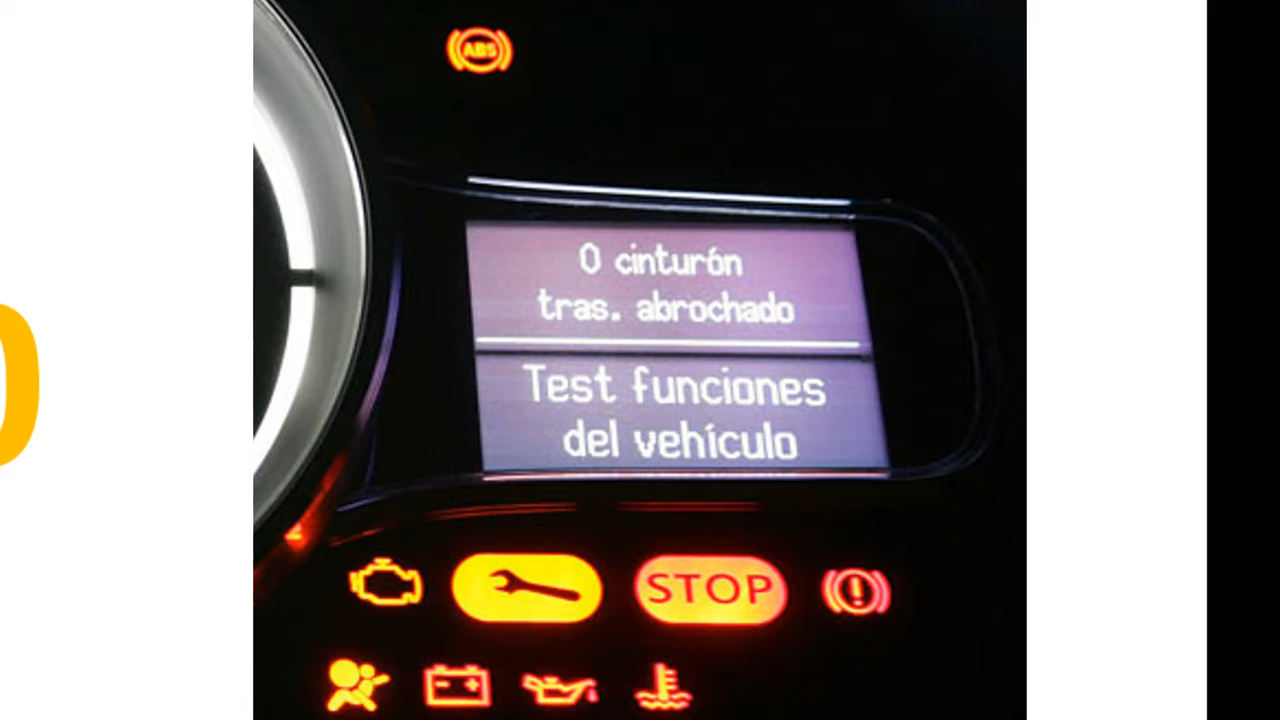 ABS
0 cinturón
tras. abrochado
Test funciones
del vehículo
STOP